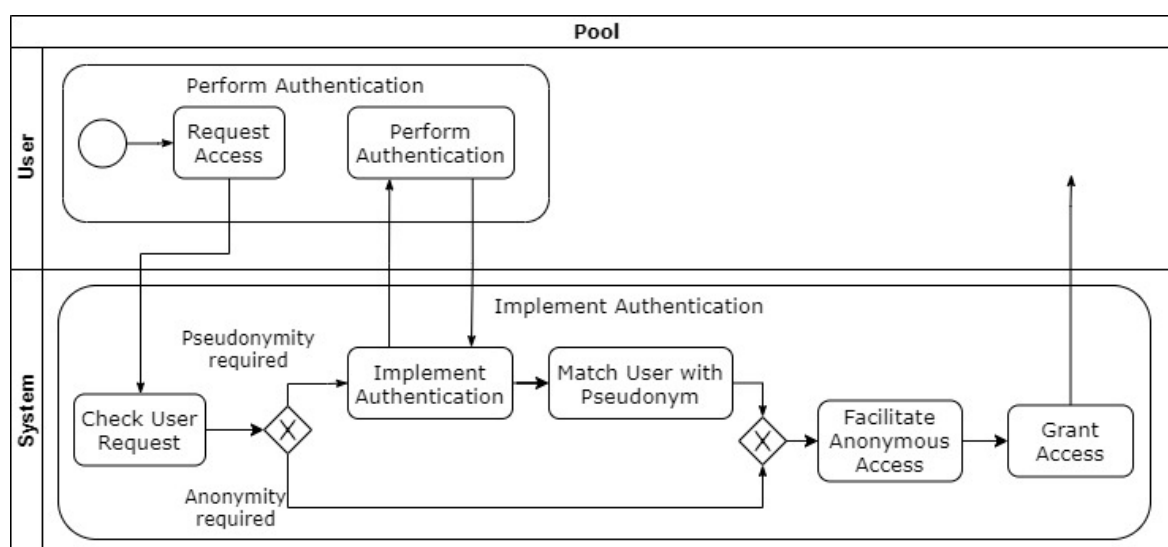 Pool
User
Perform Authentication
Request
Access
Perform
Authentication
System
Implement Authentication
Pseudonymity
required
Implement
Authentication
Match User with
Pseudonym
Check User
Request
X
X
Facilitate
Anonymous
Access
Grant
Access
Anonymity
required